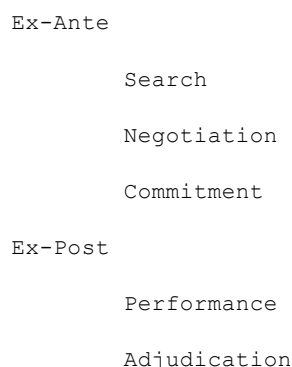 Ex-Ante
Search
Negotiation
Commitment
Ex-Post
Performance
Adjudication